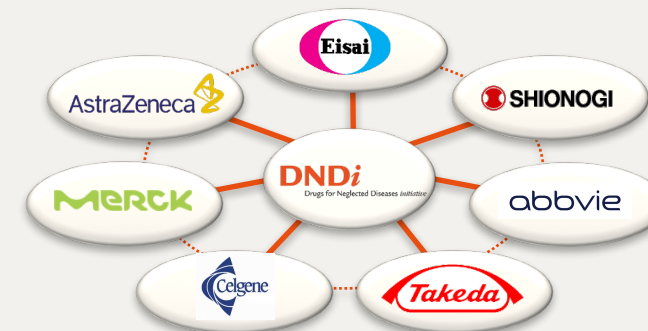 Eisai
AstraZeneca
SHIONOGI
DNDi
Drugs for Neglected Diseases initiative
MERCK
abbvie
Celgene
Takeda